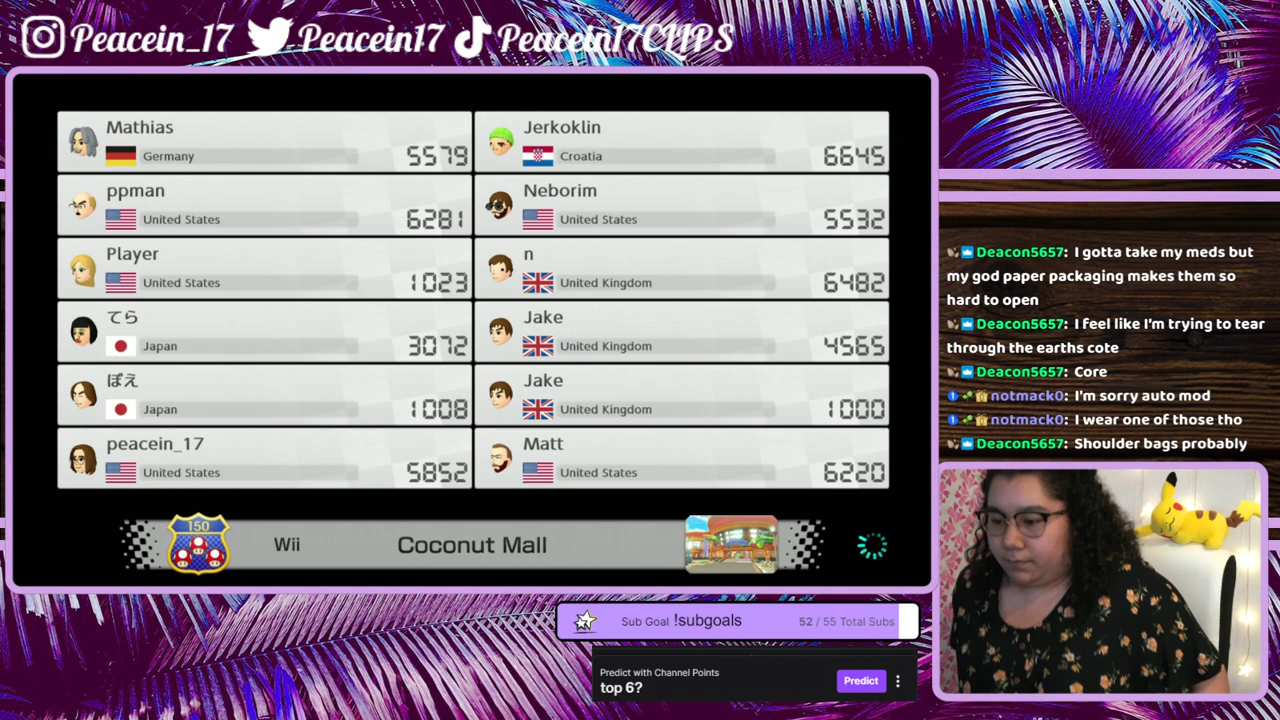 Peacein_17 Peacein17 Peacein17CLIPS
Mathias
Germany 5579
Jerkoklin
Croatia 6645
ppman
United States 6281
Neborim
United States 5532
Player
United States 1023
n
United Kingdom 6482
てら
Japan 3072
Jake
United Kingdom 4565
ぽえ
Japan 1008
Jake
United Kingdom 1000
peacein_17
United States 5852
Matt
United States 6220
150
Wii Coconut Mall
Deacon5657: I gotta take my meds but
my god paper packaging makes them so
hard to open
Deacon5657: I feel like I'm trying to tear
through the earths cote
Deacon5657: Core
notmack0: I'm sorry auto mod
notmack0: I wear one of those tho
Deacon5657: Shoulder bags probably
Sub Goal !subgoals 52 / 55 Total Subs
Predict with Channel Points
top 6?
Predict